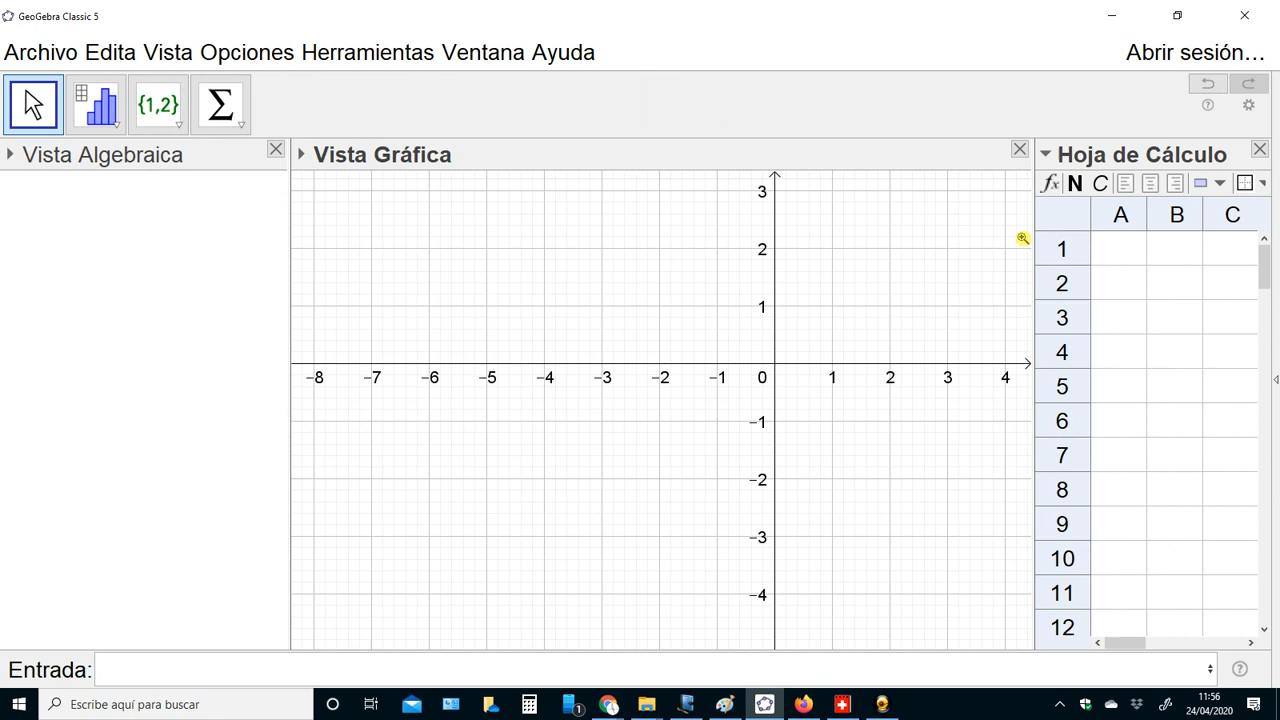 GeoGebra Classic 5
Archivo Edita Vista Opciones Herramientas Ventana Ayuda
Abrir sesión...
{1,2}
Σ
Vista Algebraica
Vista Gráfica
Hoja de Cálculo
fx N C
A B C
1
2
3
4
5
6
7
8
9
10
11
12
3
2
1
−8 −7 −6 −5 −4 −3 −2 −1 0 1 2 3 4
−1
−2
−3
−4
Entrada:
Escribe aquí para buscar
1
11:56
24/04/2020